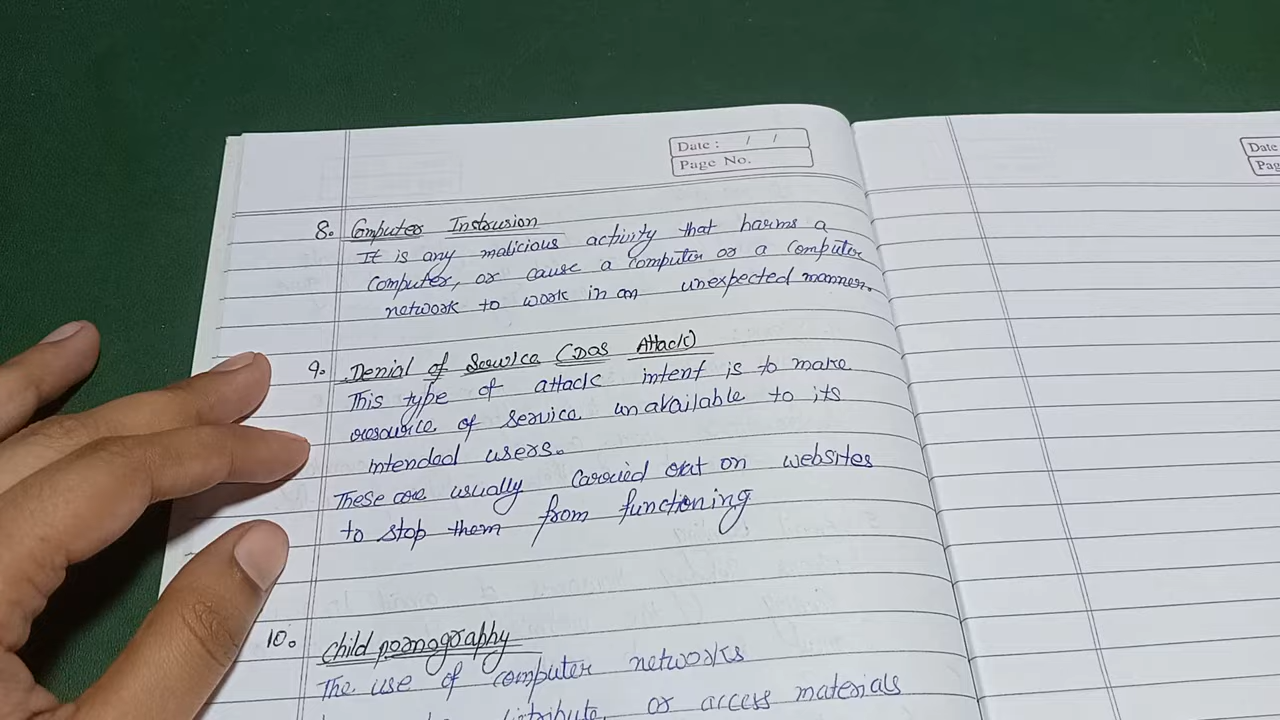 Date : / /
Page No.
Date
Pag
8. Computer Instrusion
It is any malicious activity that harms a
computer, or cause a computer or a computer
network to work in an unexpected manner.
9. Denial of Service (DOS Attack)
This type of attack intent is to make
resource of service unavailable to its
intended users.
These are usually carried out on websites
to stop them from functioning
10. Child pornography
The use of computer networks
distribute, or access materials